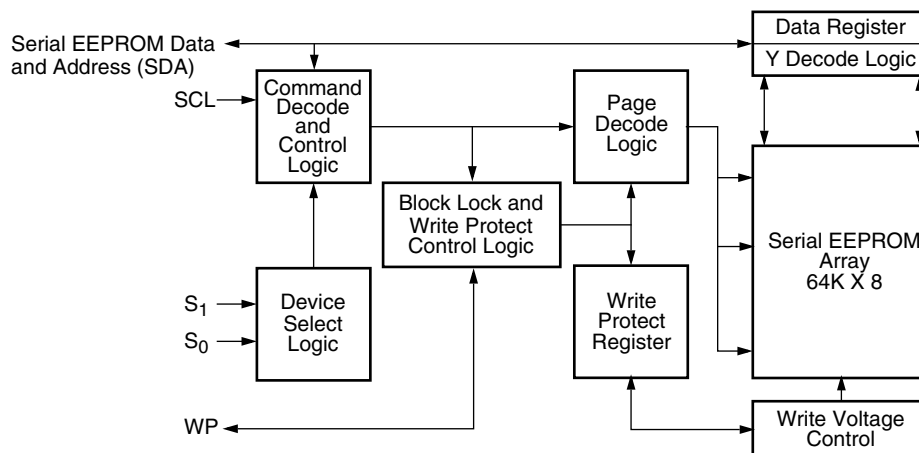 Serial EEPROM Data
and Address (SDA)
Data Register
Y Decode Logic
SCL
Command
Decode
and
Control
Logic
Page
Decode
Logic
Block Lock and
Write Protect
Control Logic
Serial EEPROM
Array
64K X 8
S1
S0
Device
Select
Logic
Write
Protect
Register
WP
Write Voltage
Control